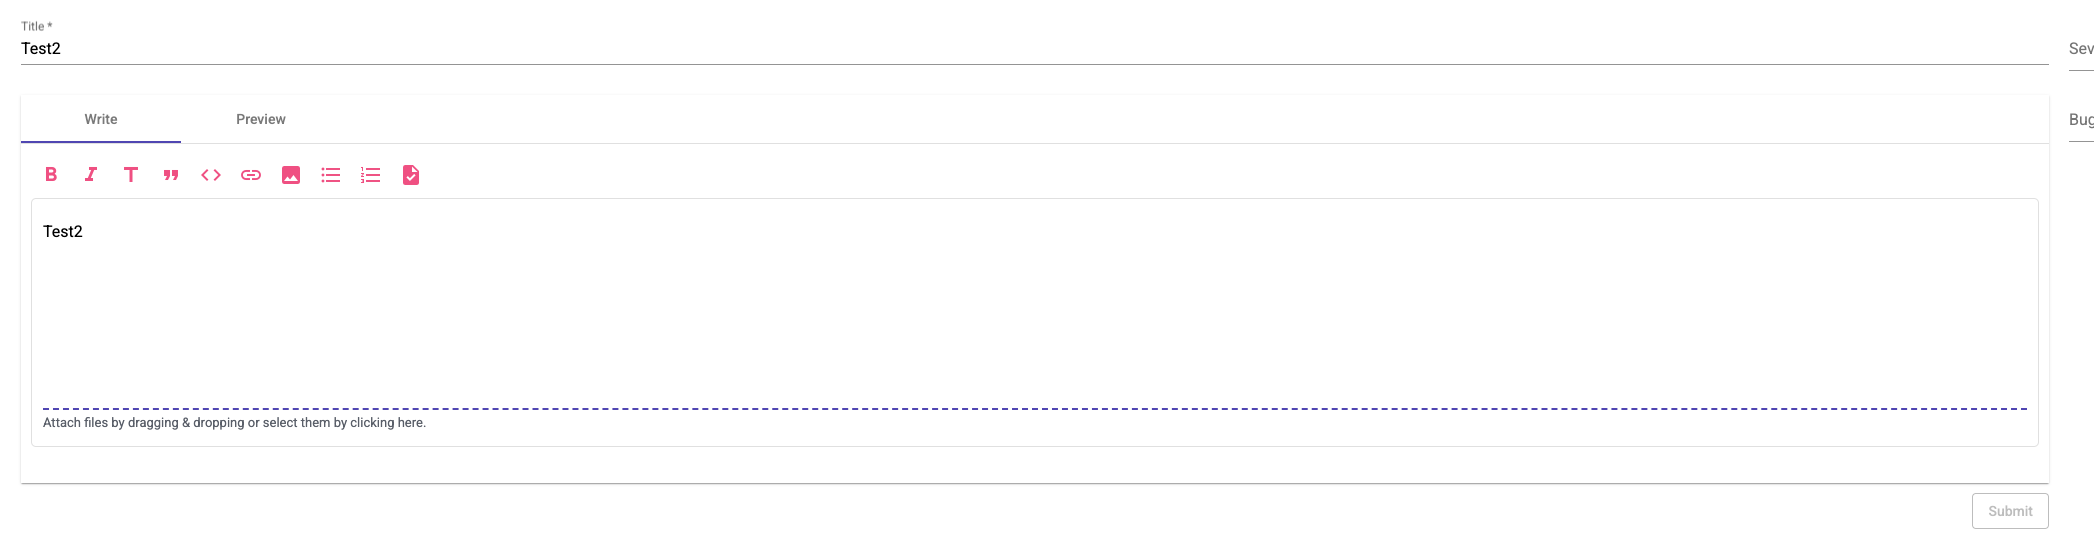 Title *
Test2
Sev
Write Preview
Bug
Test2
Attach files by dragging & dropping or select them by clicking here.
Submit